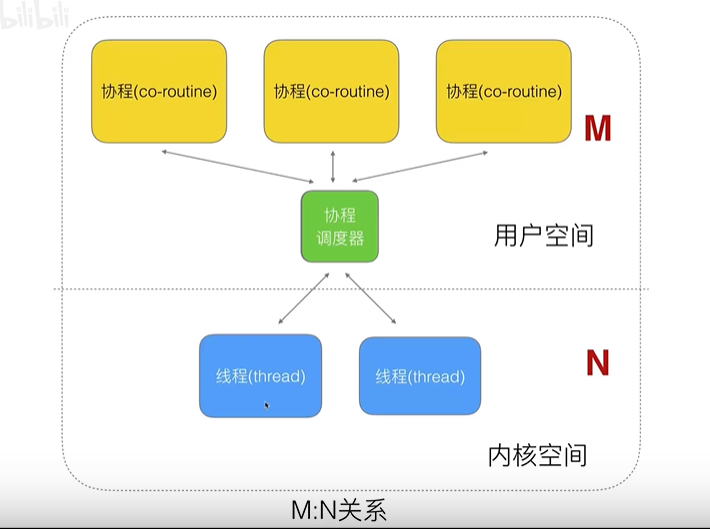 bilibili
协程(co-routine)
协程(co-routine)
协程(co-routine)
M
协程
调度器
用户空间
线程(thread)
线程(thread)
N
内核空间
M:N关系